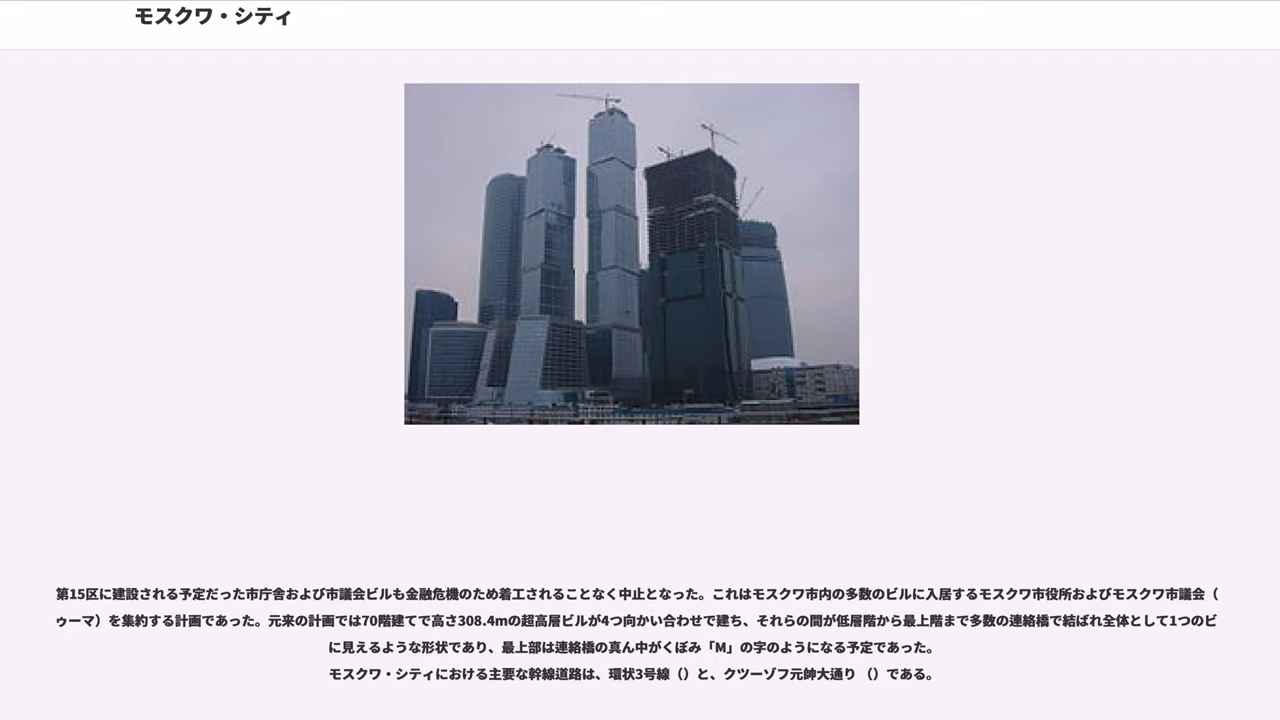 モスクワ・シティ
第15区に建設される予定だった市庁舎および市議会ビルも金融危機のため着工されることなく中止となった。これはモスクワ市内の多数のビルに入居するモスクワ市役所およびモスクワ市議会（
ゥーマ）を集約する計画であった。元来の計画では70階建てで高さ308.4mの超高層ビルが4つ向かい合わせで建ち、それらの間が低層階から最上階まで多数の連絡橋で結ばれ全体として1つのビ
に見えるような形状であり、最上部は連絡橋の真ん中がくぼみ「M」の字のようになる予定であった。
モスクワ・シティにおける主要な幹線道路は、環状3号線（）と、クツーゾフ元帥大通り （）である。